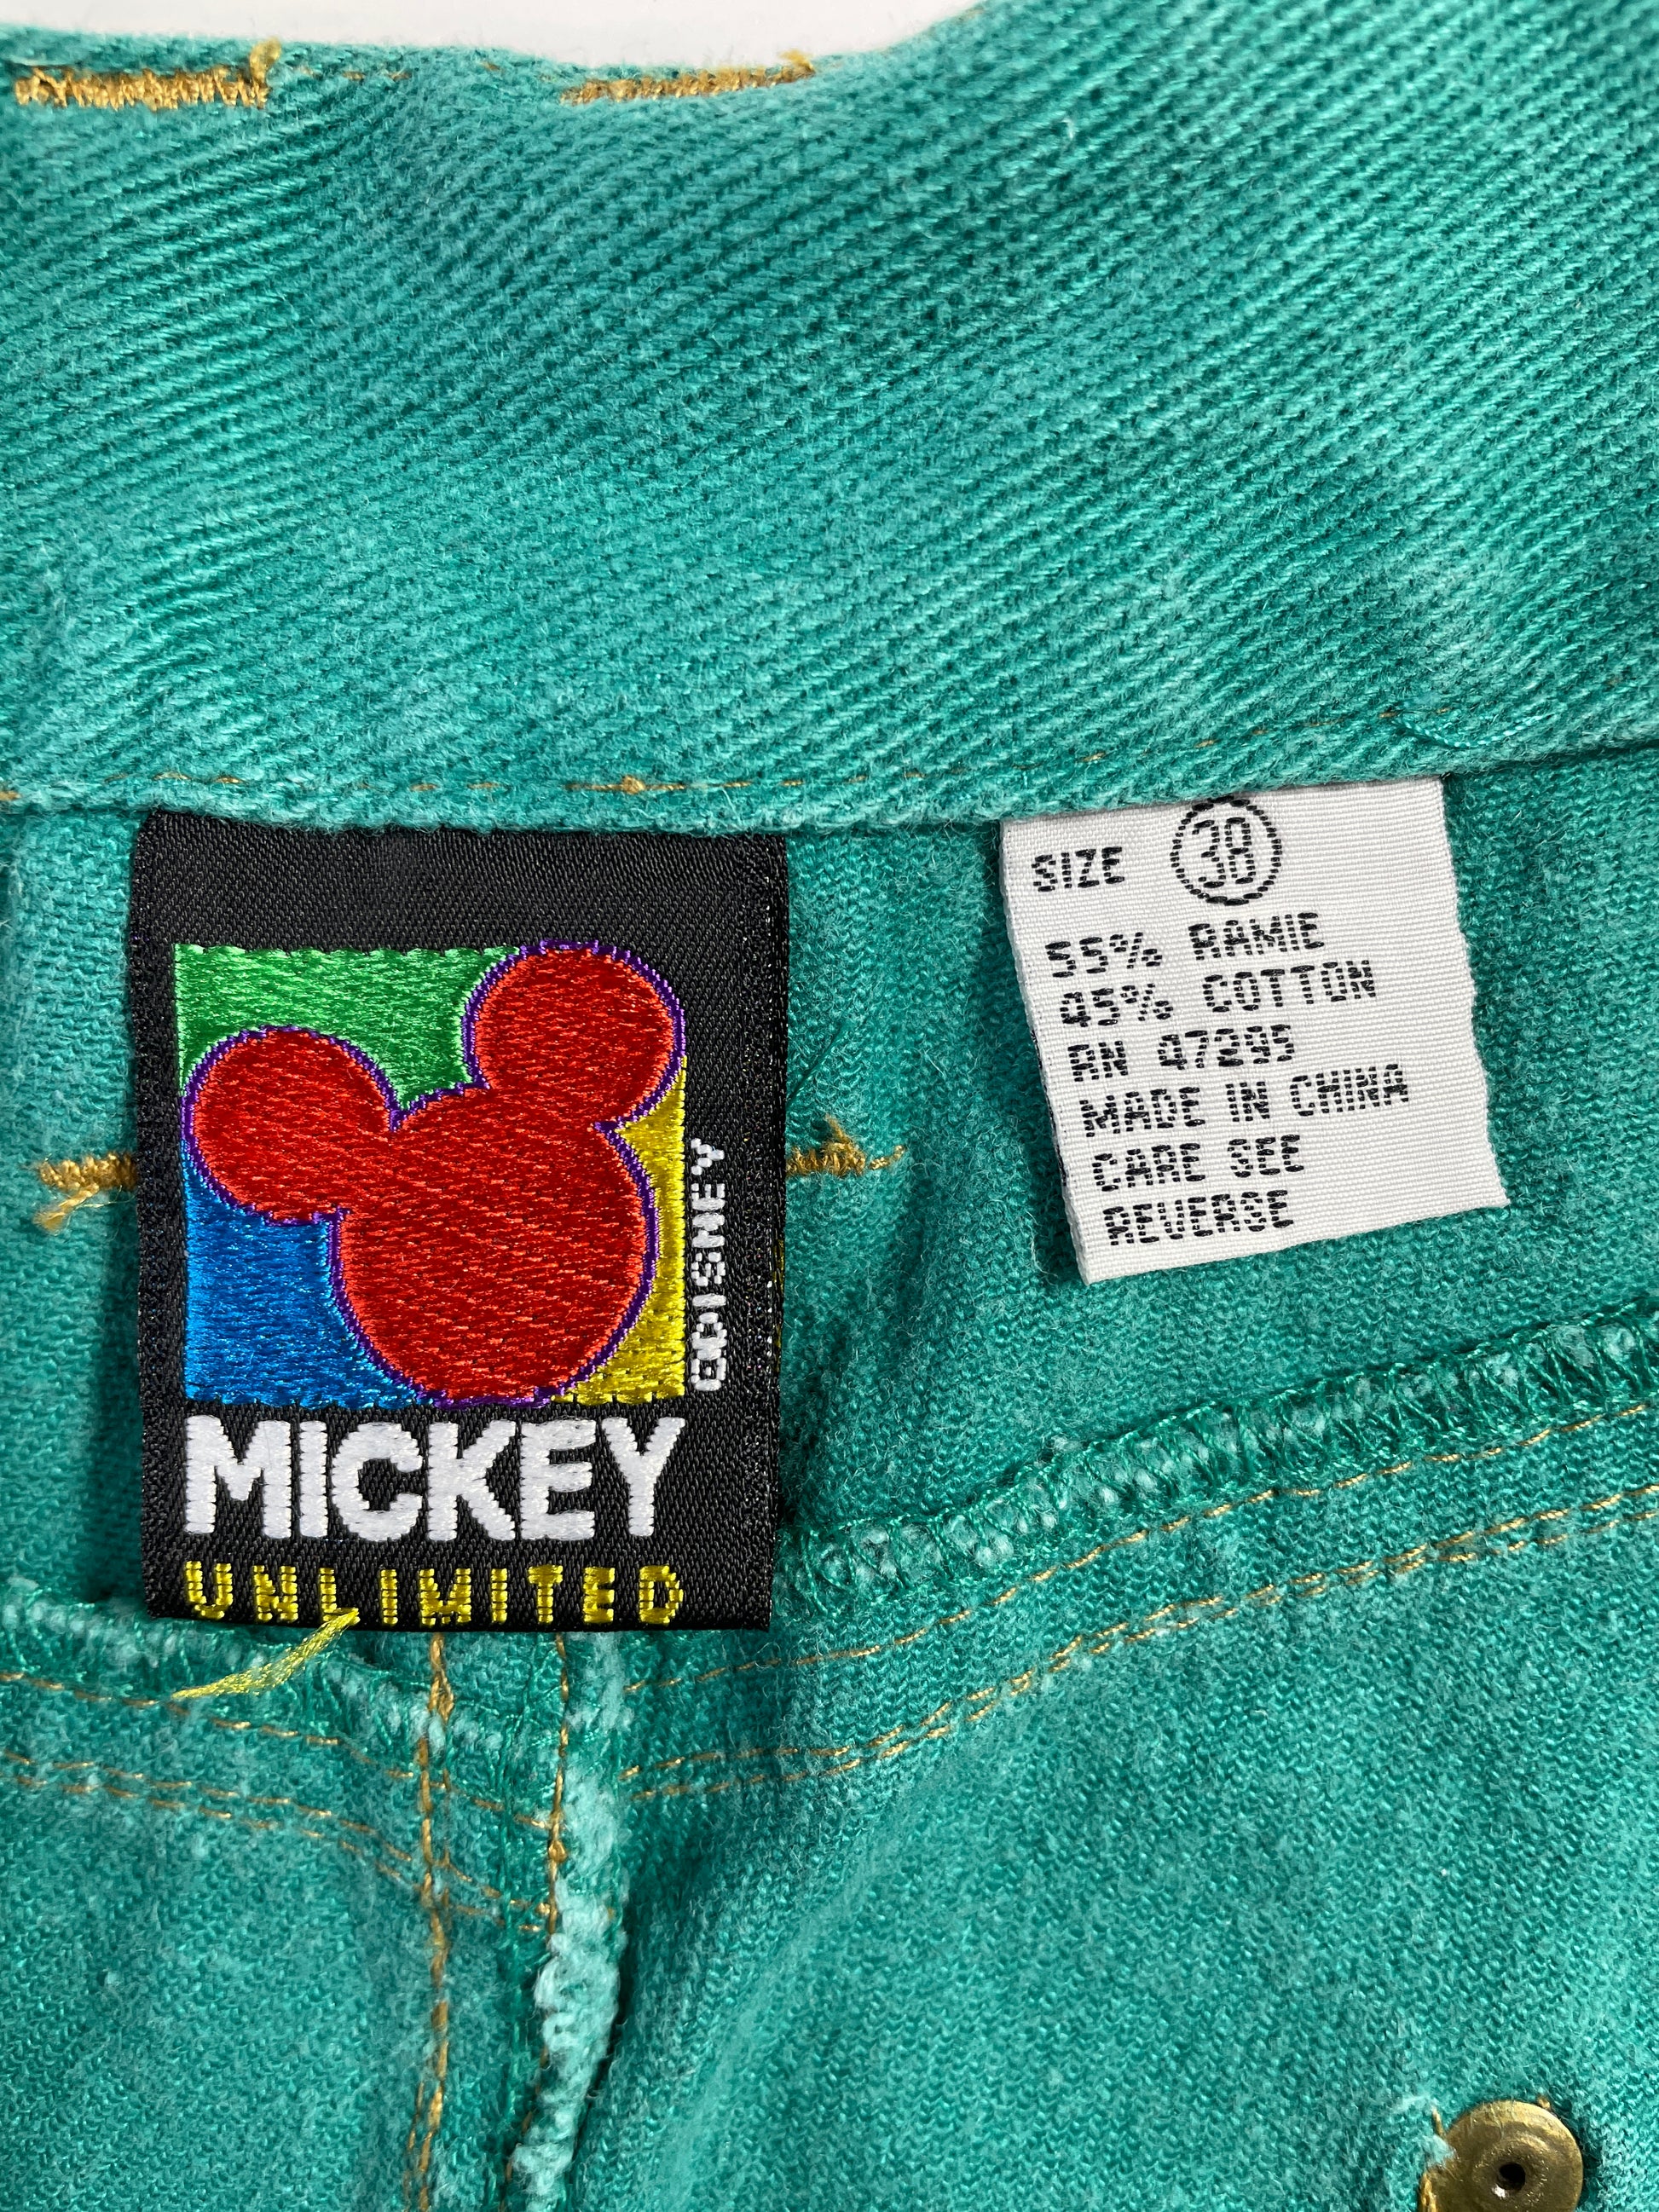 ©DISNEY
MICKEY
UNLIMITED
SIZE 38
55% RAMIE
45% COTTON
RN 47295
MADE IN CHINA
CARE SEE
REVERSE